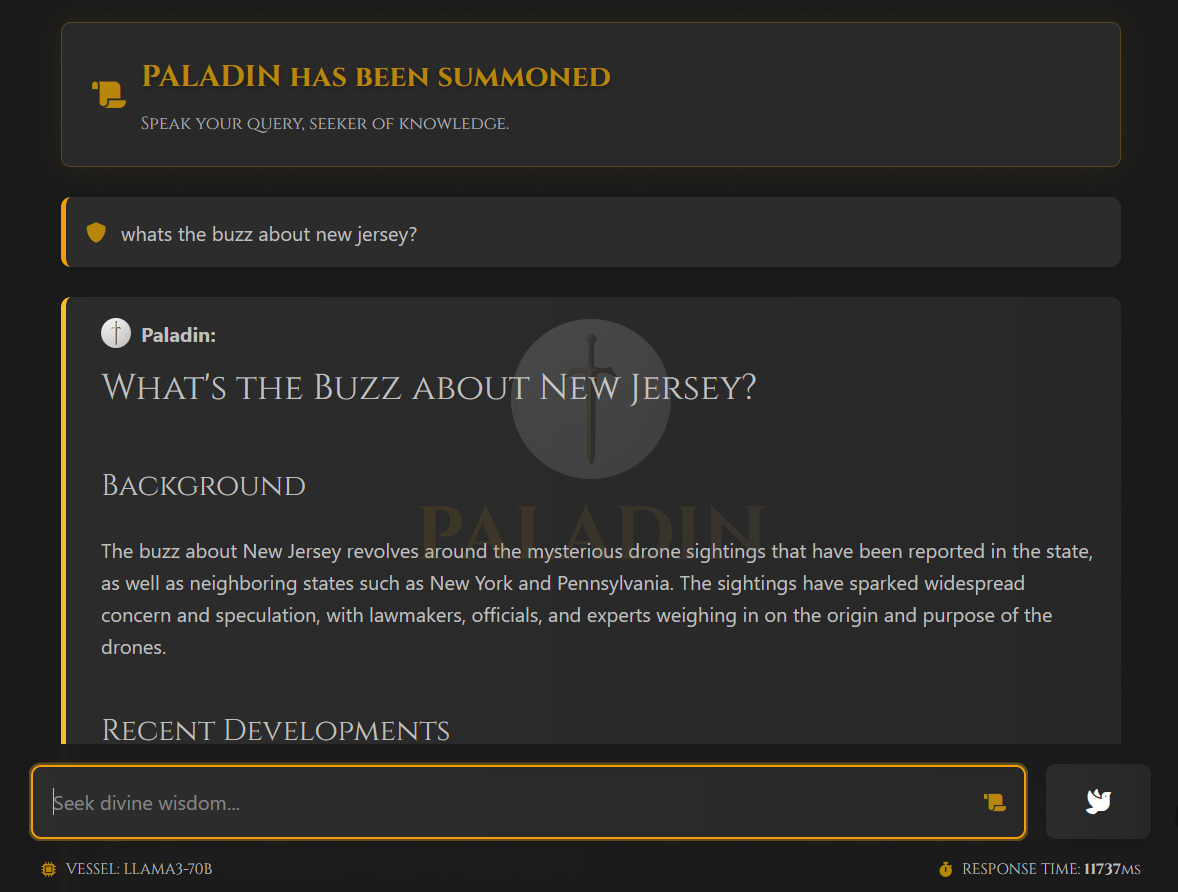 PALADIN HAS BEEN SUMMONED
SPEAK YOUR QUERY, SEEKER OF KNOWLEDGE.
whats the buzz about new jersey?
Paladin:
WHAT'S THE BUZZ ABOUT NEW JERSEY?
BACKGROUND
PALADIN
The buzz about New Jersey revolves around the mysterious drone sightings that have been reported in the state,
as well as neighboring states such as New York and Pennsylvania. The sightings have sparked widespread
concern and speculation, with lawmakers, officials, and experts weighing in on the origin and purpose of the
drones.
RECENT DEVELOPMENTS
Seek divine wisdom...
VESSEL: LLAMA3-70B
RESPONSE TIME: 11737MS